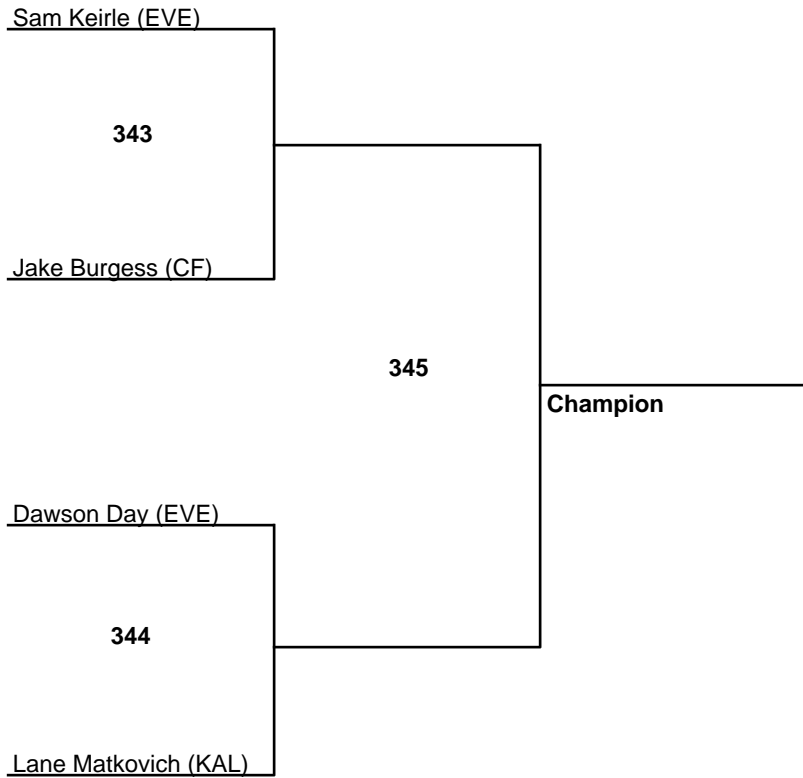 Sam Keirle (EVE)
343
Jake Burgess (CF)
345
Champion
Dawson Day (EVE)
344
Lane Matkovich (KAL)